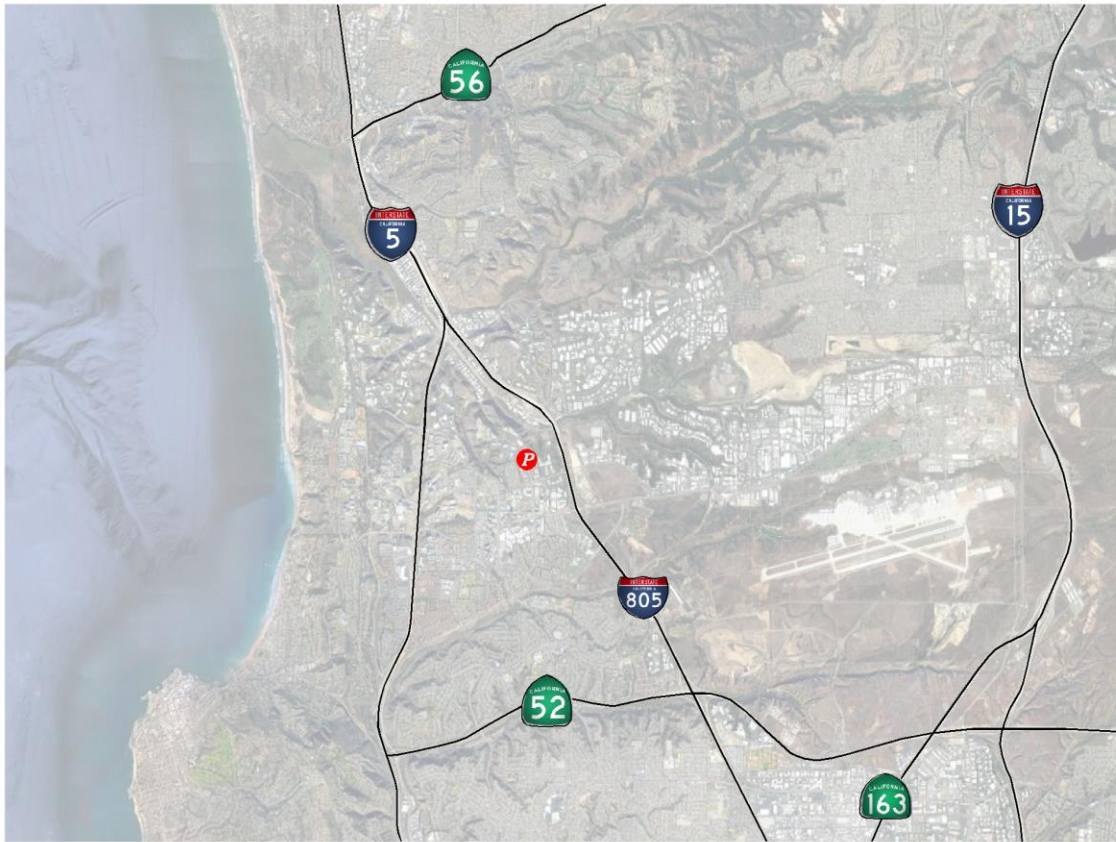 CALIFORNIA
56
INTERSTATE
CALIFORNIA
5
INTERSTATE
CALIFORNIA
15
P
INTERSTATE
CALIFORNIA
805
CALIFORNIA
52
CALIFORNIA
163